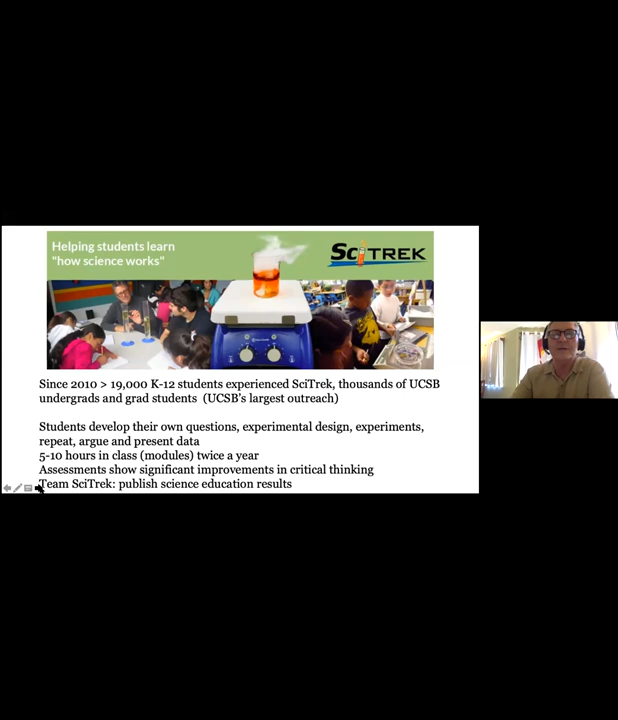 Helping students learn
"how science works"
SciTREK
Since 2010 > 19,000 K-12 students experienced SciTrek, thousands of UCSB
undergrads and grad students (UCSB's largest outreach)
Students develop their own questions, experimental design, experiments,
repeat, argue and present data
5-10 hours in class (modules) twice a year
Assessments show significant improvements in critical thinking
Team SciTrek: publish science education results